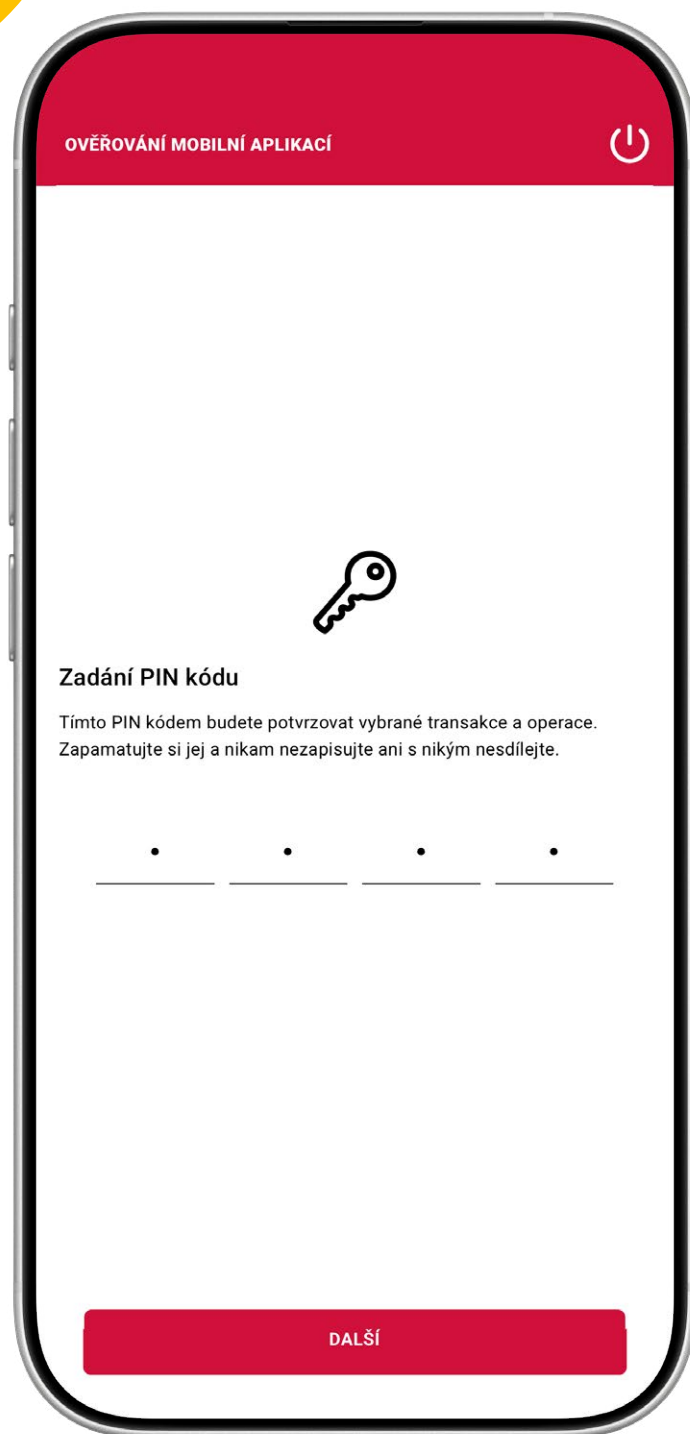 OVĚŘOVÁNÍ MOBILNÍ APLIKACÍ
Zadání PIN kódu
Tímto PIN kódem budete potvrzovat vybrané transakce a operace.
Zapamatujte si jej a nikam nezapisujte ani s nikým nesdílejte.
DALŠÍ